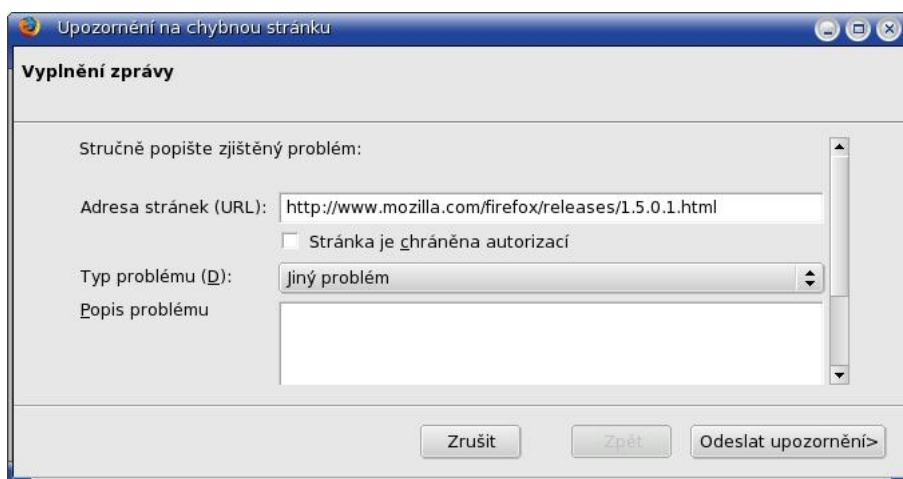 Upozornění na chybnou stránku
Vyplnění zprávy
Stručně popište zjištěný problém:
Adresa stránek (URL): http://www.mozilla.com/firefox/releases/1.5.0.1.html
Stránka je chráněna autorizací
Typ problému (D): Jiný problém
Popis problému
Zrušit Zpět Odeslat upozornění>